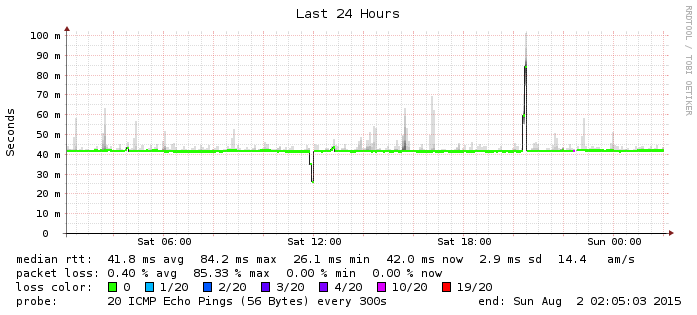 Last 24 Hours
RRDTOOL / TOBI OETIKER
Seconds
100 m
90 m
80 m
70 m
60 m
50 m
40 m
30 m
20 m
10 m
0
Sat 06:00 Sat 12:00 Sat 18:00 Sun 00:00
median rtt: 41.8 ms avg 84.2 ms max 26.1 ms min 42.0 ms now 2.9 ms sd 14.4 am/s
packet loss: 0.40 % avg 85.33 % max 0.00 % min 0.00 % now
loss color: 0 1/20 2/20 3/20 4/20 10/20 19/20
probe: 20 ICMP Echo Pings (56 Bytes) every 300s end: Sun Aug 2 02:05:03 2015